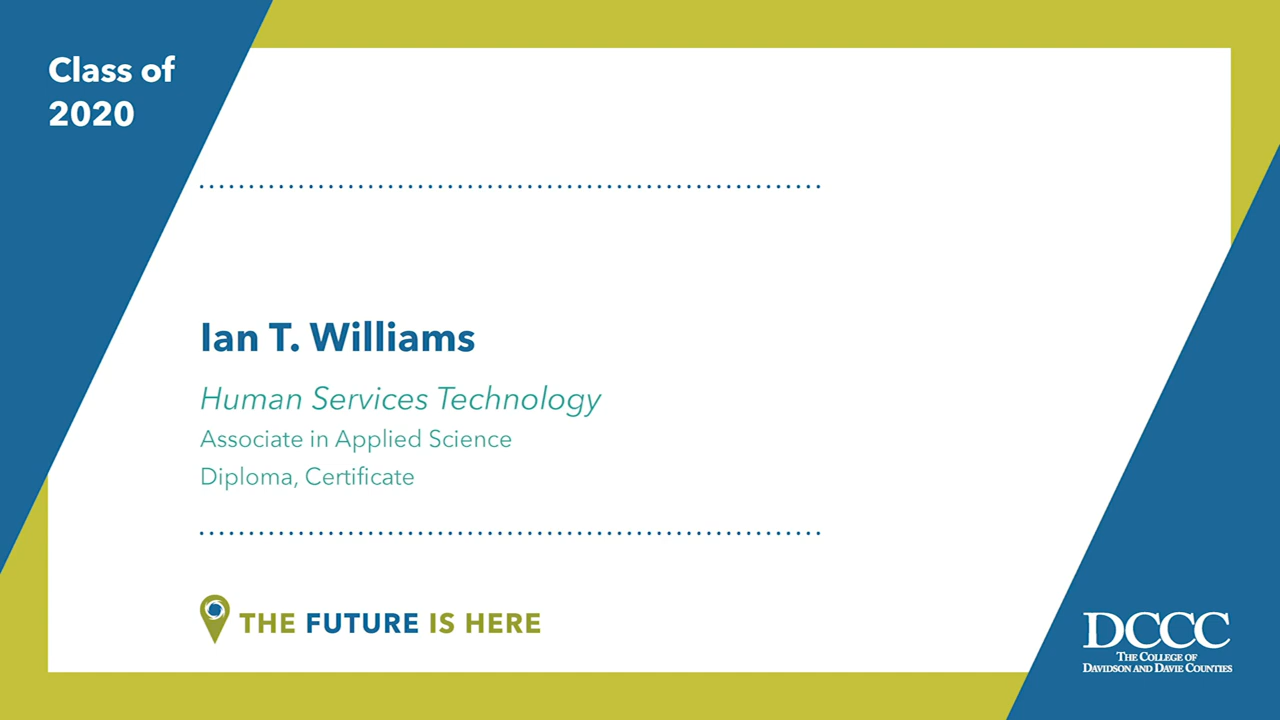 Class of
2020
Ian T. Williams
Human Services Technology
Associate in Applied Science
Diploma, Certificate
THE FUTURE IS HERE
DCCC
THE COLLEGE OF
DAVIDSON AND DAVIE COUNTIES